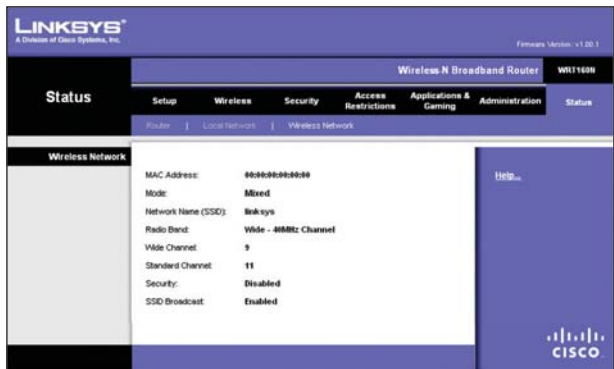 LINKSYS®
A Division of Cisco Systems, Inc.
Firmware Version: v1.00.1
Wireless-N Broadband Router WRT160N
Status
Setup Wireless Security Access Restrictions Applications & Gaming Administration Status
Router | Local Network | Wireless Network
Wireless Network
MAC Address: 00:00:00:00:00:00
Mode: Mixed
Network Name (SSID): linksys
Radio Band: Wide - 40MHz Channel
Wide Channel: 9
Standard Channel: 11
Security: Disabled
SSID Broadcast: Enabled
Help...
CISCO